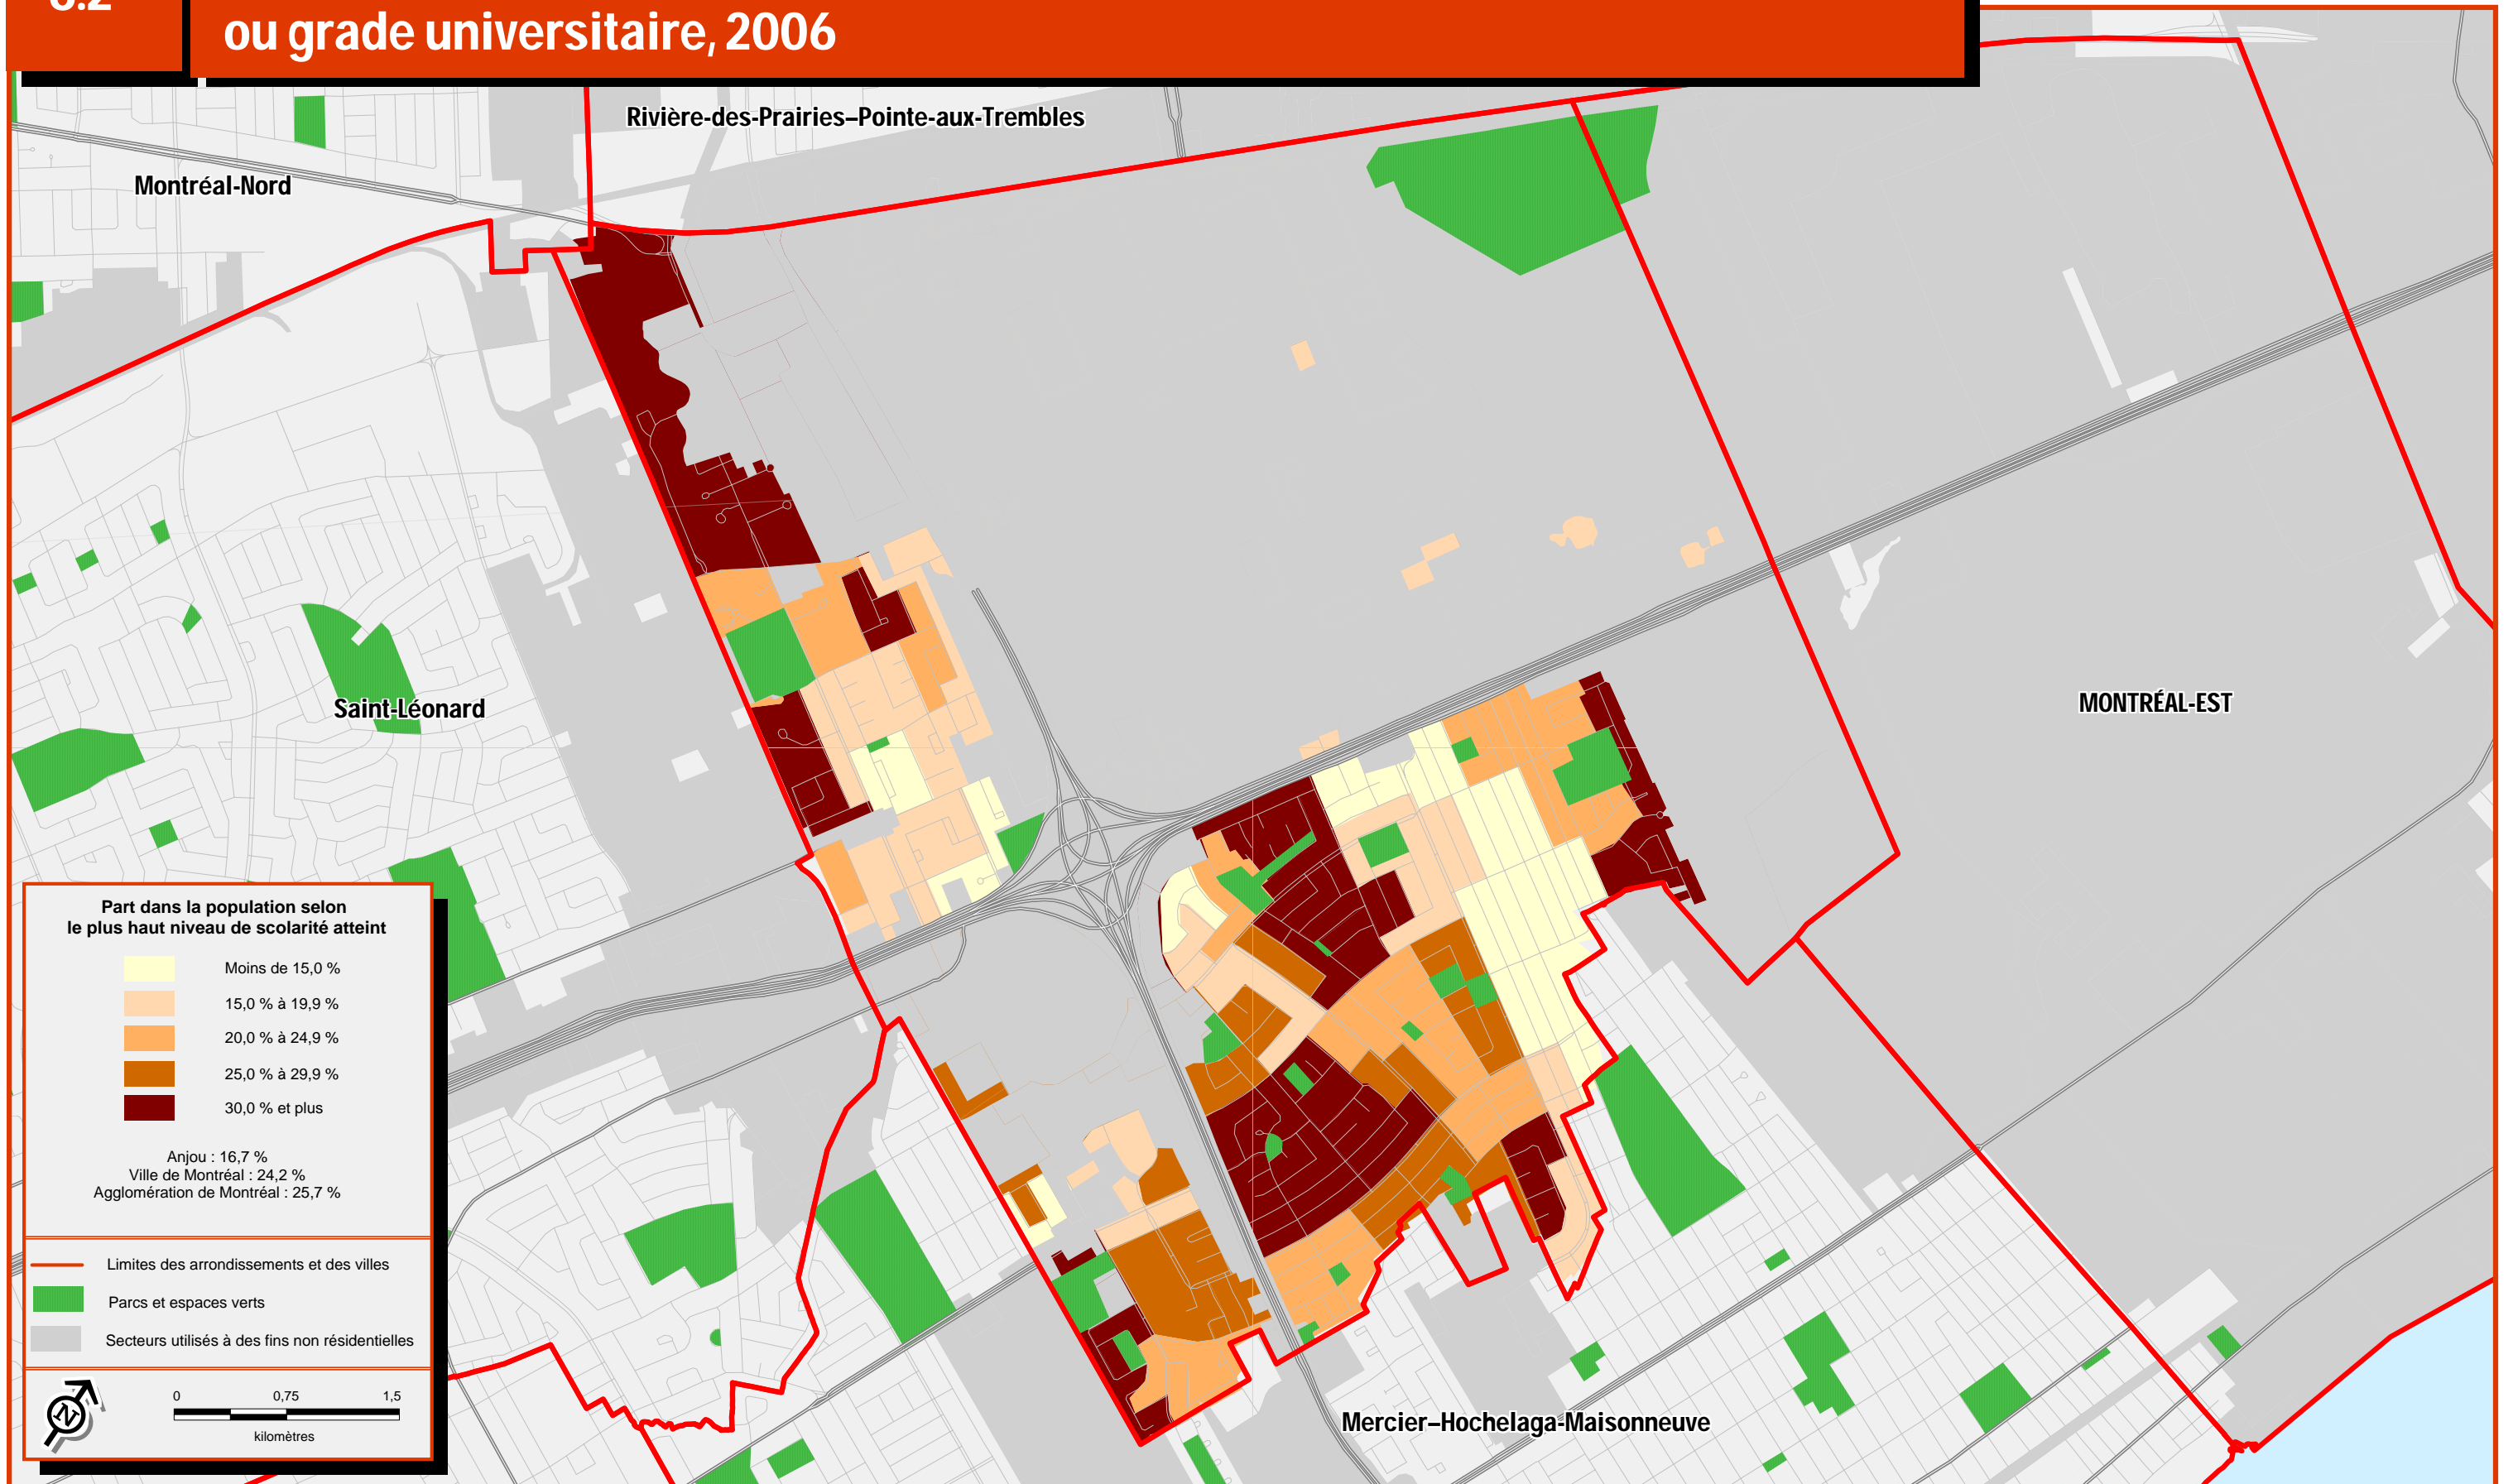 ou grade universitaire, 2006
Rivière-des-Prairies–Pointe-aux-Trembles
Montréal-Nord
Saint-Léonard
MONTRÉAL-EST
Mercier–Hochelaga-Maisonneuve
Part dans la population selon
le plus haut niveau de scolarité atteint
Moins de 15,0 %
15,0 % à 19,9 %
20,0 % à 24,9 %
25,0 % à 29,9 %
30,0 % et plus
Anjou : 16,7 %
Ville de Montréal : 24,2 %
Agglomération de Montréal : 25,7 %
Limites des arrondissements et des villes
Parcs et espaces verts
Secteurs utilisés à des fins non résidentielles
N
0 0,75 1,5
kilomètres